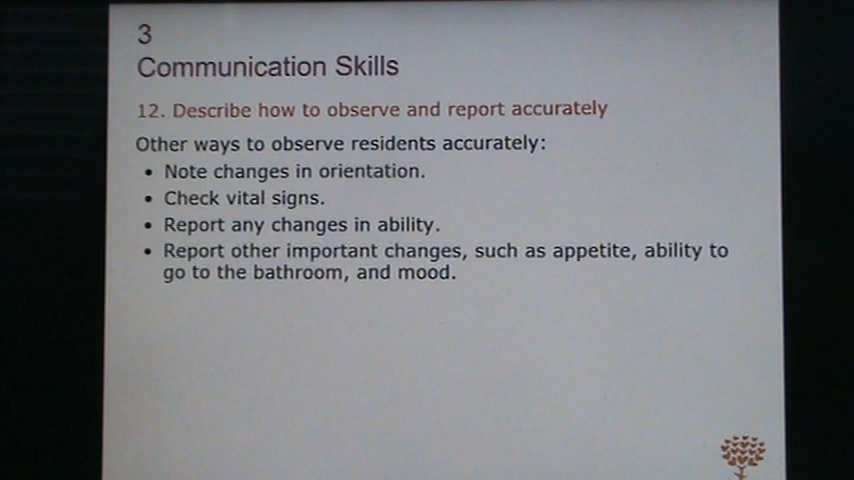 3
Communication Skills
12. Describe how to observe and report accurately
Other ways to observe residents accurately:
• Note changes in orientation.
• Check vital signs.
• Report any changes in ability.
• Report other important changes, such as appetite, ability to
go to the bathroom, and mood.